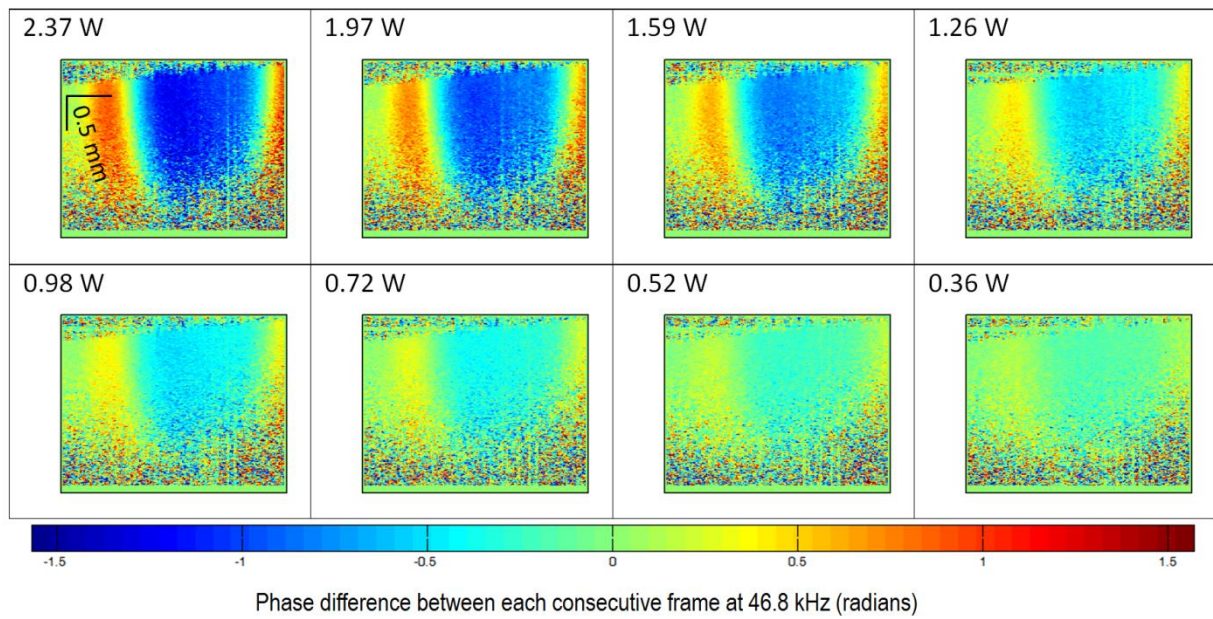 2.37 W
1.97 W
1.59 W
1.26 W
0.5 mm
0.98 W
0.72 W
0.52 W
0.36 W
-1.5
-1
-0.5
0
0.5
1
1.5
Phase difference between each consecutive frame at 46.8 kHz (radians)